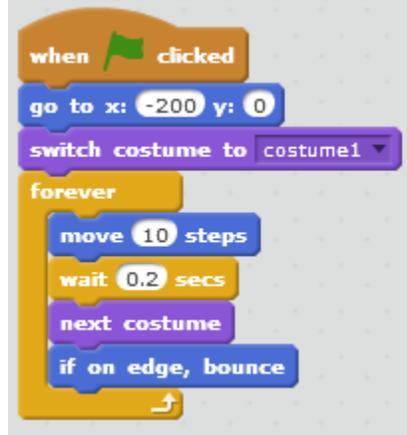 when clicked
go to x: -200 y: 0
switch costume to costume1
forever
move 10 steps
wait 0.2 secs
next costume
if on edge, bounce